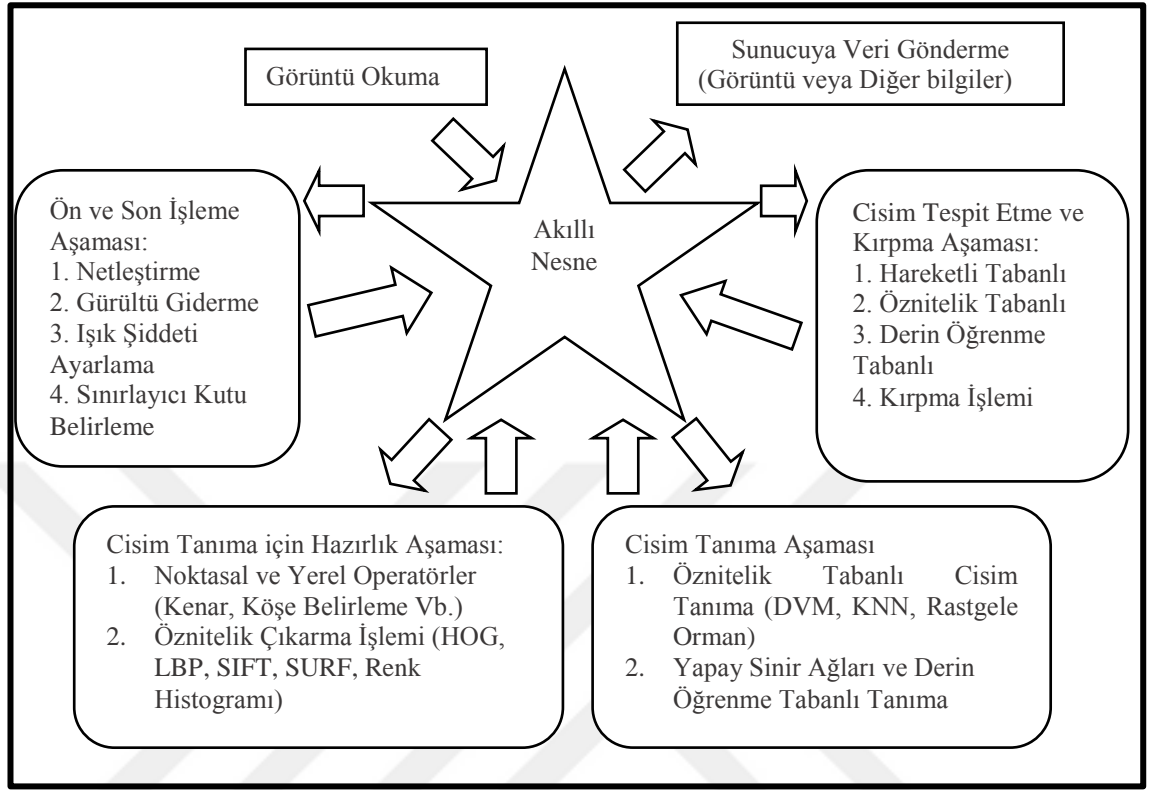 Görüntü Okuma
Sunucuya Veri Gönderme
(Görüntü veya Diğer bilgiler)
Ön ve Son İşleme
Aşaması:
1. Netleştirme
2. Gürültü Giderme
3. Işık Şiddeti
Ayarlama
4. Sınırlayıcı Kutu
Belirleme
Akıllı
Nesne
Cisim Tespit Etme ve
Kırpma Aşaması:
1. Hareketli Tabanlı
2. Öznitelik Tabanlı
3. Derin Öğrenme
Tabanlı
4. Kırpma İşlemi
Cisim Tanıma için Hazırlık Aşaması:
1. Noktasal ve Yerel Operatörler
(Kenar, Köşe Belirleme Vb.)
2. Öznitelik Çıkarma İşlemi (HOG,
LBP, SIFT, SURF, Renk
Histogramı)
Cisim Tanıma Aşaması
1. Öznitelik Tabanlı Cisim
Tanıma (DVM, KNN, Rastgele
Orman)
2. Yapay Sinir Ağları ve Derin
Öğrenme Tabanlı Tanıma